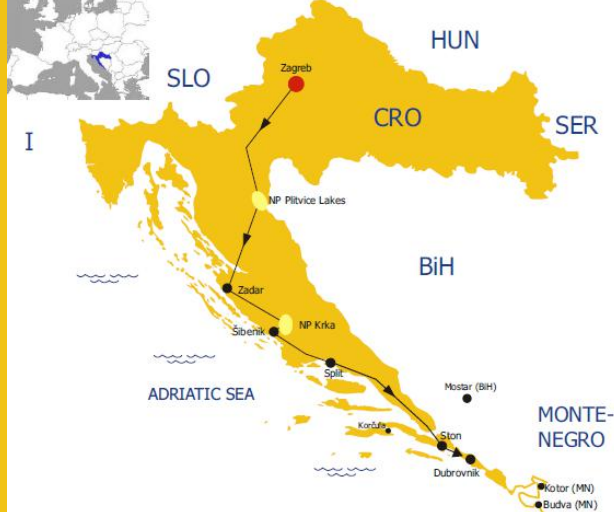 HUN
SLO
Zagreb
CRO
SER
I
NP Plitvice Lakes
BiH
Zadar
NP Krka
Šibenik
Split
ADRIATIC SEA
Mostar (BiH)
MONTE-
NEGRO
Korčula
Ston
Dubrovnik
Kotor (MN)
Budva (MN)